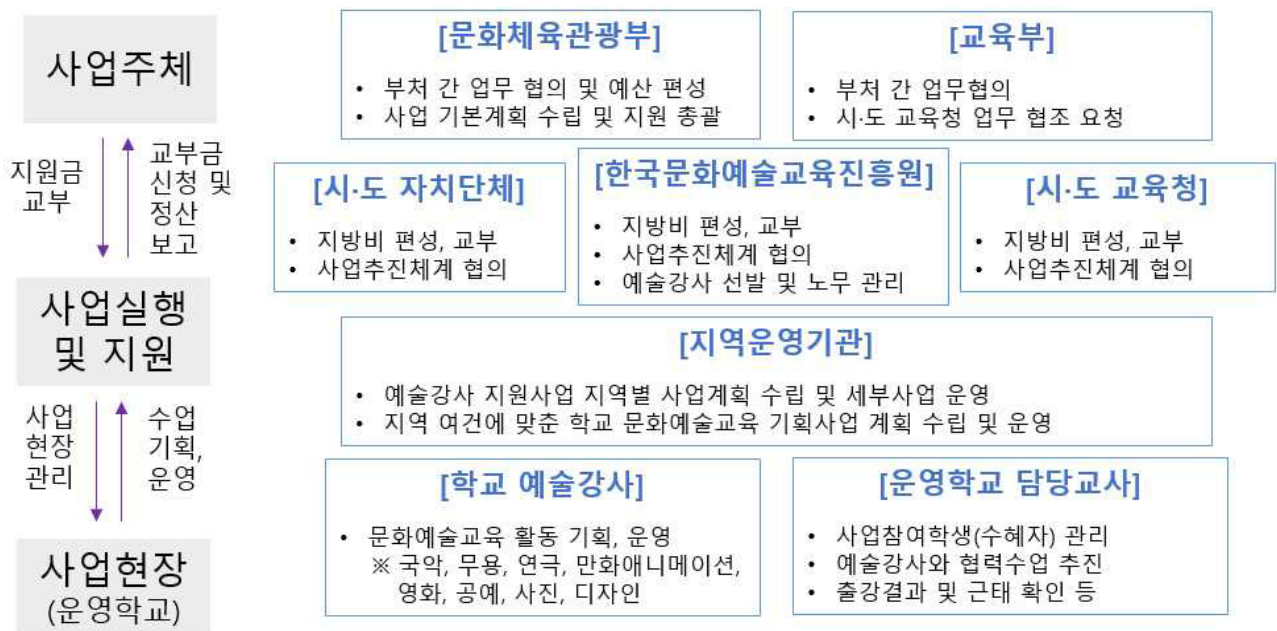 사업주체
지원금
교부
교부금
신청 및
정산
보고
사업실행
및 지원
사업
현장
관리
수업
기획,
운영
사업현장
(운영학교)
[문화체육관광부]
• 부처 간 업무 협의 및 예산 편성
• 사업 기본계획 수립 및 지원 총괄
[교육부]
• 부처 간 업무협의
• 시·도 교육청 업무 협조 요청
[시·도 자치단체]
• 지방비 편성, 교부
• 사업추진체계 협의
[한국문화예술교육진흥원]
• 지방비 편성, 교부
• 사업추진체계 협의
• 예술강사 선발 및 노무 관리
[시·도 교육청]
• 지방비 편성, 교부
• 사업추진체계 협의
[지역운영기관]
• 예술강사 지원사업 지역별 사업계획 수립 및 세부사업 운영
• 지역 여건에 맞춘 학교 문화예술교육 기획사업 계획 수립 및 운영
[학교 예술강사]
• 문화예술교육 활동 기획, 운영
※ 국악, 무용, 연극, 만화애니메이션,
영화, 공예, 사진, 디자인
[운영학교 담당교사]
• 사업참여학생(수혜자) 관리
• 예술강사와 협력수업 추진
• 출강결과 및 근태 확인 등